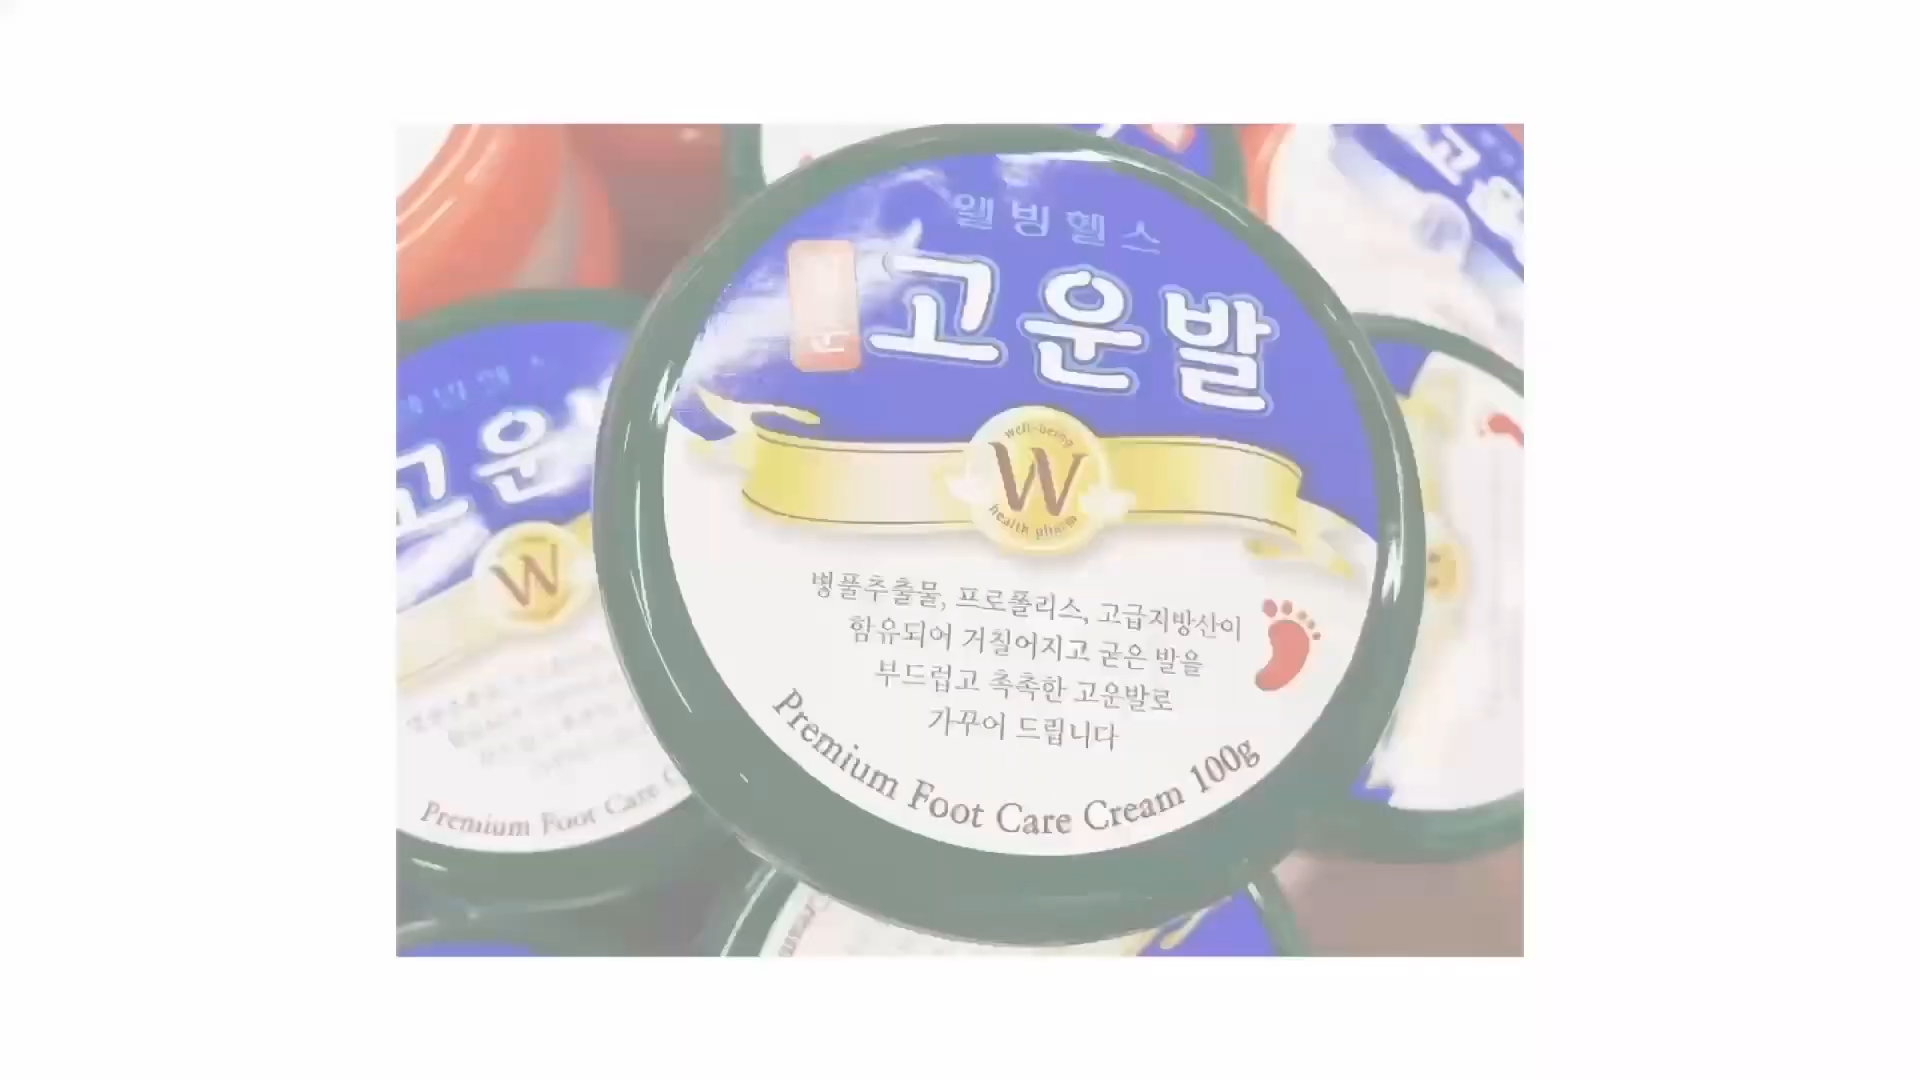 웰빙헬스
고운발
well-being
W
health pharm
병풀추출물, 프로폴리스, 고급지방산이
함유되어 거칠어지고 굳은 발을
부드럽고 촉촉한 고운발로
가꾸어 드립니다
Premium Foot Care Cream 100g
고운
W
Premium Foot Care
고운